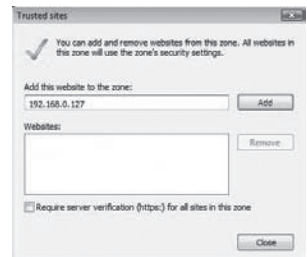 Trusted sites
You can add and remove websites from this zone. All websites in
this zone will use the zone's security settings.
Add this website to the zone:
192.168.0.127
Add
Websites:
Remove
Require server verification (https:) for all sites in this zone
Close